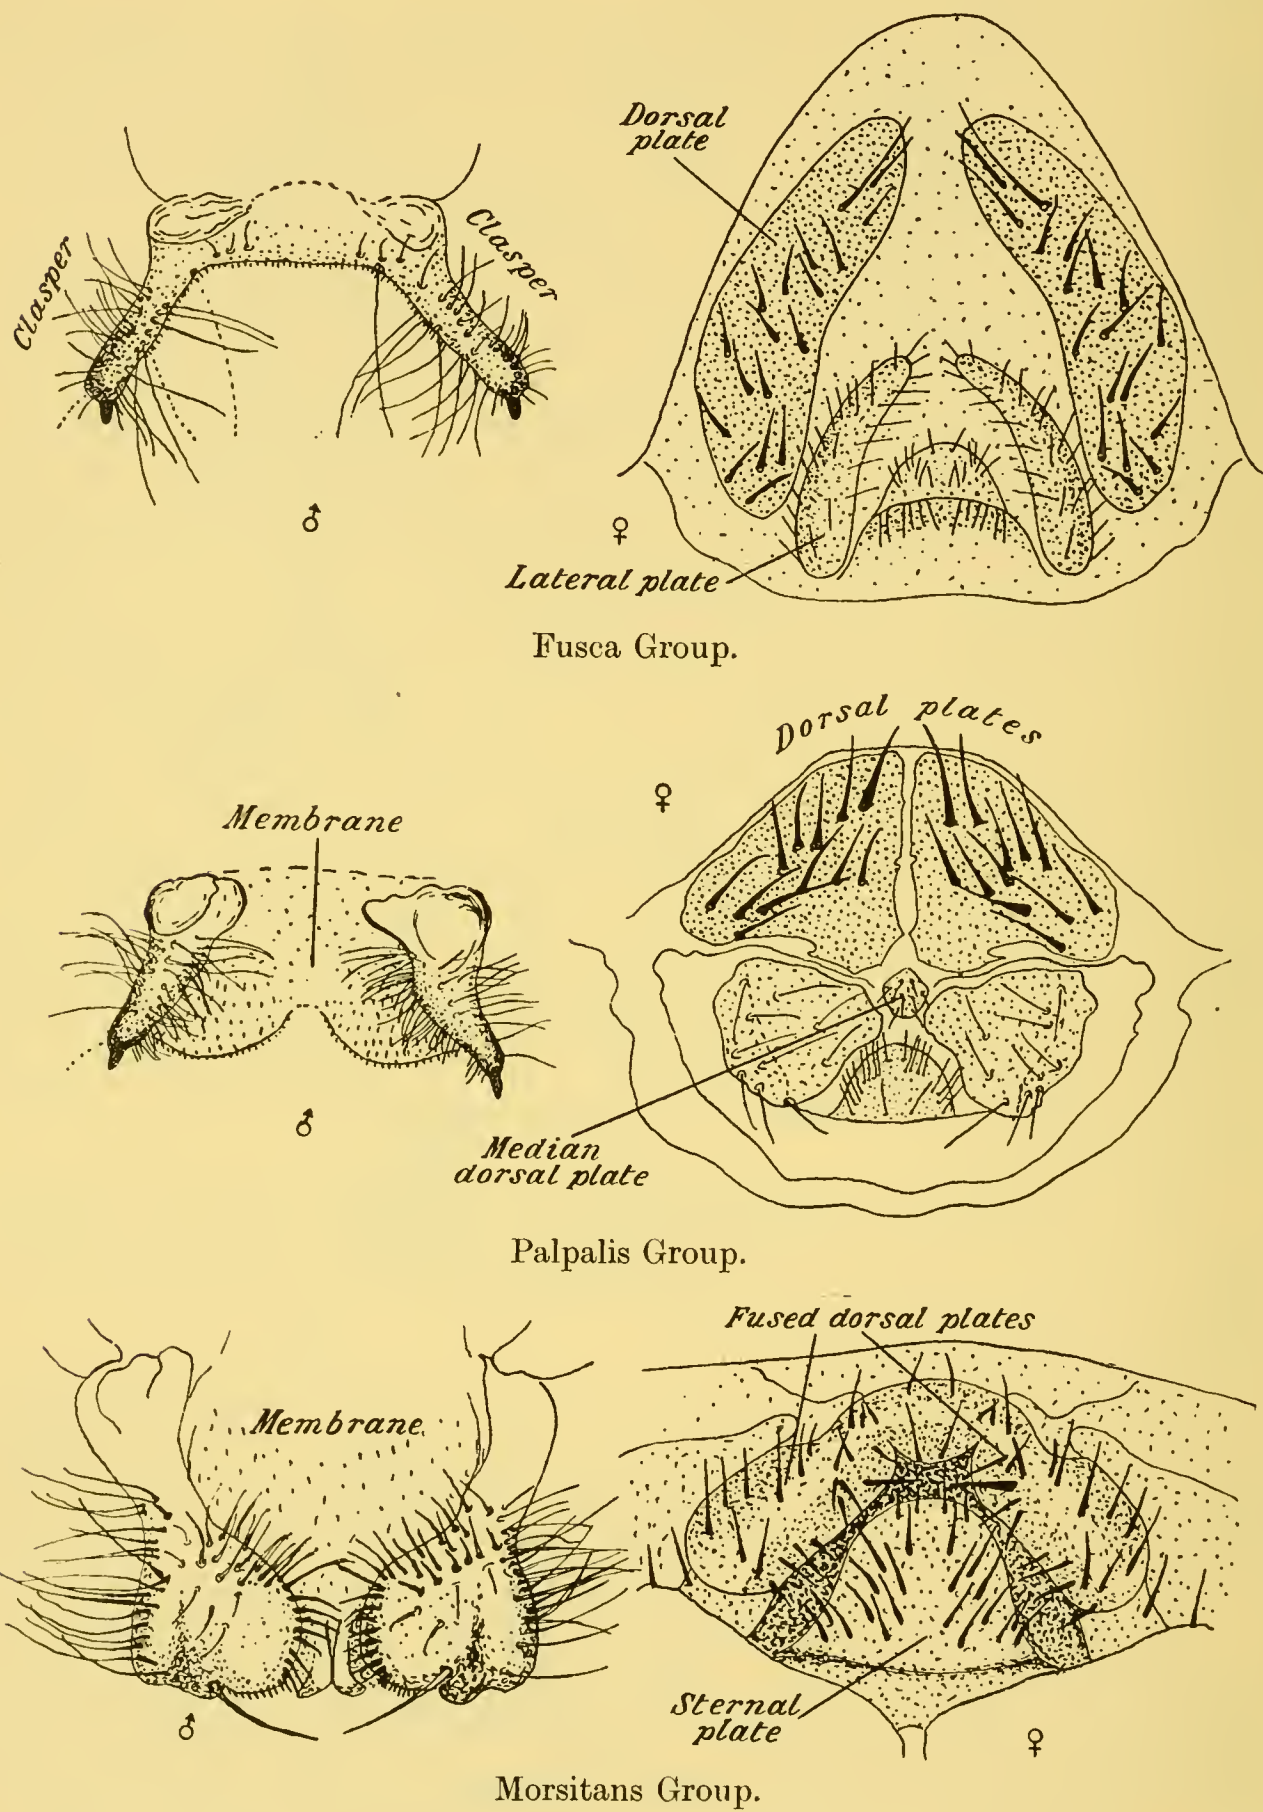 Dorsal
plate
Clasper
Clasper
♂
♀
Lateral plate
Fusca Group.
Dorsal plates
♀
Membrane
♂
Median
dorsal plate
Palpalis Group.
Fused dorsal plates
Membrane
Sternal
plate
♂
♀
Morsitans Group.